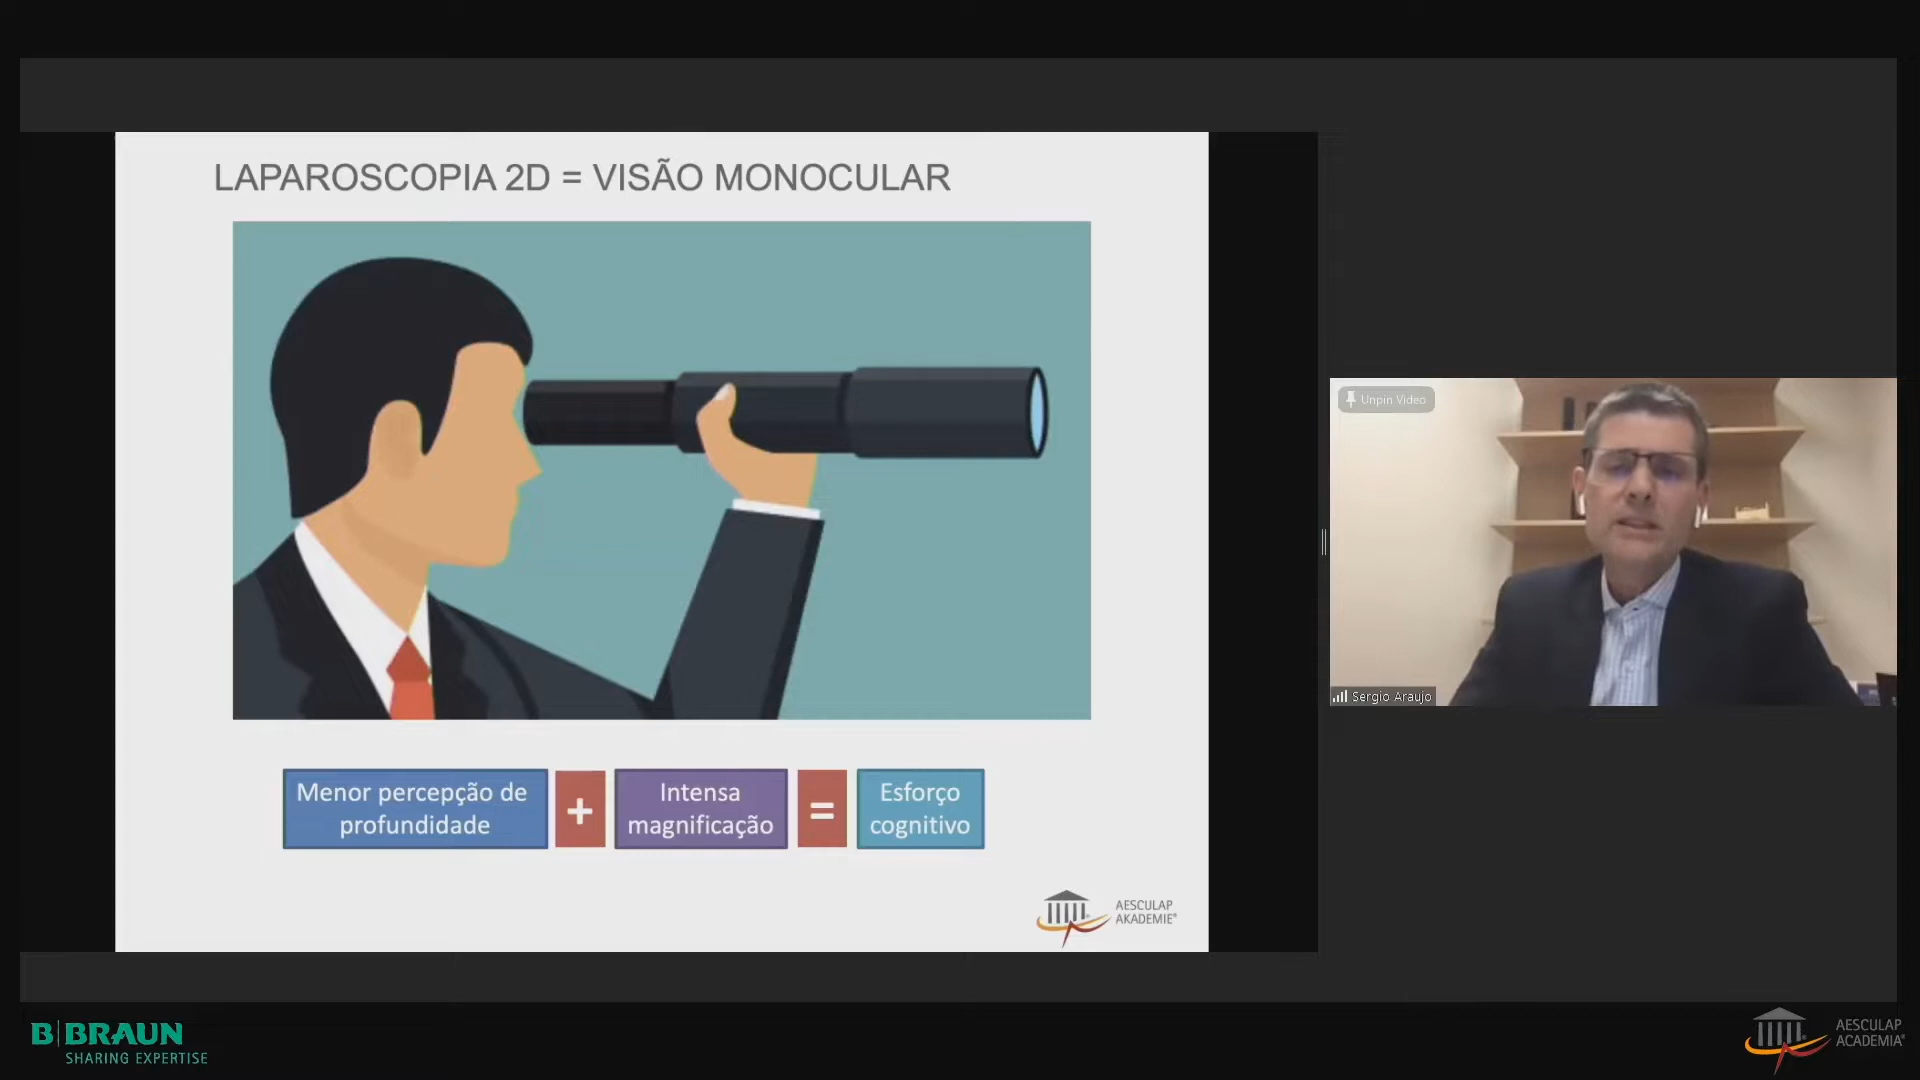 LAPAROSCOPIA 2D = VISÃO MONOCULAR
Menor percepção de
profundidade
+
Intensa
magnificação
=
Esforço
cognitivo
AESCULAP
AKADEMIE®
Unpin Video
Sergio Araujo
B|BRAUN
SHARING EXPERTISE
AESCULAP
ACADEMIA®